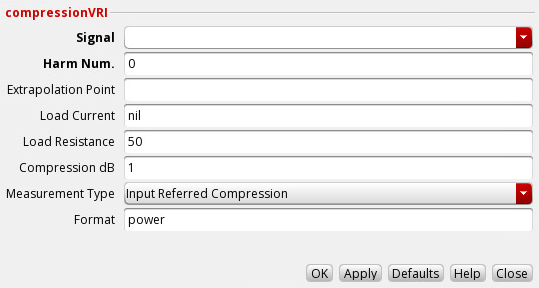 compressionVRI
Signal
Harm Num. 0
Extrapolation Point
Load Current nil
Load Resistance 50
Compression dB 1
Measurement Type Input Referred Compression
Format power
OK Apply Defaults Help Close